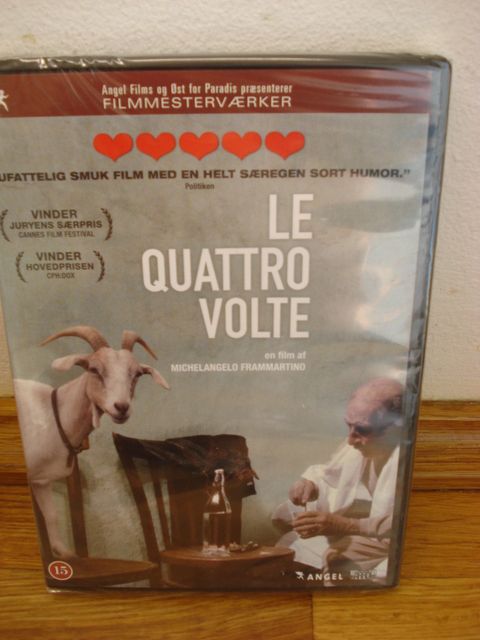 Angel Films og Øst for Paradis præsenterer
FILMMESTERVÆRKER
UFATTELIG SMUK FILM MED EN HELT SÆREGEN SORT HUMOR."
Politiken
VINDER
JURYENS SÆRPRIS
CANNES FILM FESTIVAL
VINDER
HOVEDPRISEN
CPH:DOX
LE
QUATTRO
VOLTE
en film af
MICHELANGELO FRAMMARTINO
15
ANGEL